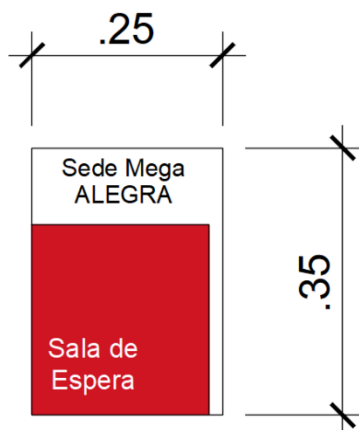 .25
Sede Mega
ALEGRA
.35
Sala de
Espera